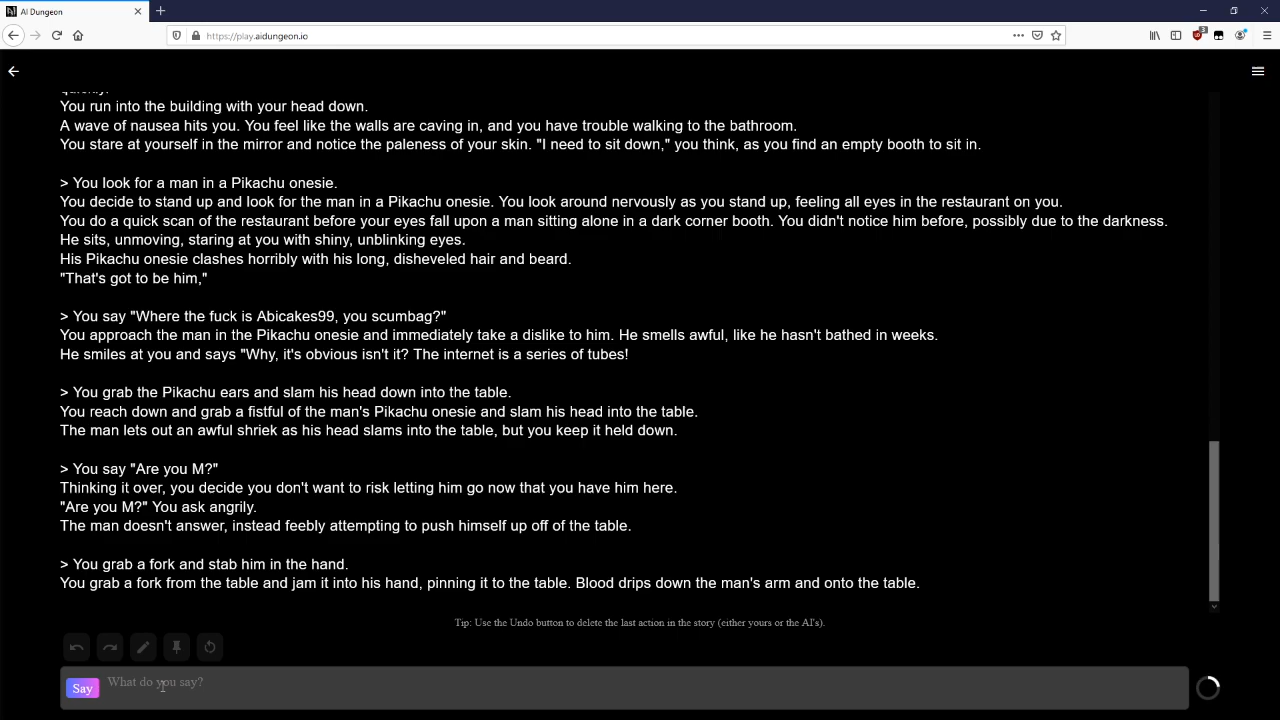 AI Dungeon
https://play.aidungeon.io
quickly.
You run into the building with your head down.
A wave of nausea hits you. You feel like the walls are caving in, and you have trouble walking to the bathroom.
You stare at yourself in the mirror and notice the paleness of your skin. "I need to sit down," you think, as you find an empty booth to sit in.
> You look for a man in a Pikachu onesie.
You decide to stand up and look for the man in a Pikachu onesie. You look around nervously as you stand up, feeling all eyes in the restaurant on you.
You do a quick scan of the restaurant before your eyes fall upon a man sitting alone in a dark corner booth. You didn't notice him before, possibly due to the darkness.
He sits, unmoving, staring at you with shiny, unblinking eyes.
His Pikachu onesie clashes horribly with his long, disheveled hair and beard.
"That's got to be him,"
> You say "Where the fuck is Abicakes99, you scumbag?"
You approach the man in the Pikachu onesie and immediately take a dislike to him. He smells awful, like he hasn't bathed in weeks.
He smiles at you and says "Why, it's obvious isn't it? The internet is a series of tubes!
> You grab the Pikachu ears and slam his head down into the table.
You reach down and grab a fistful of the man's Pikachu onesie and slam his head into the table.
The man lets out an awful shriek as his head slams into the table, but you keep it held down.
> You say "Are you M?"
Thinking it over, you decide you don't want to risk letting him go now that you have him here.
"Are you M?" You ask angrily.
The man doesn't answer, instead feebly attempting to push himself up off of the table.
> You grab a fork and stab him in the hand.
You grab a fork from the table and jam it into his hand, pinning it to the table. Blood drips down the man's arm and onto the table.
Tip: Use the Undo button to delete the last action in the story (either yours or the AI's).
Say What do you say?